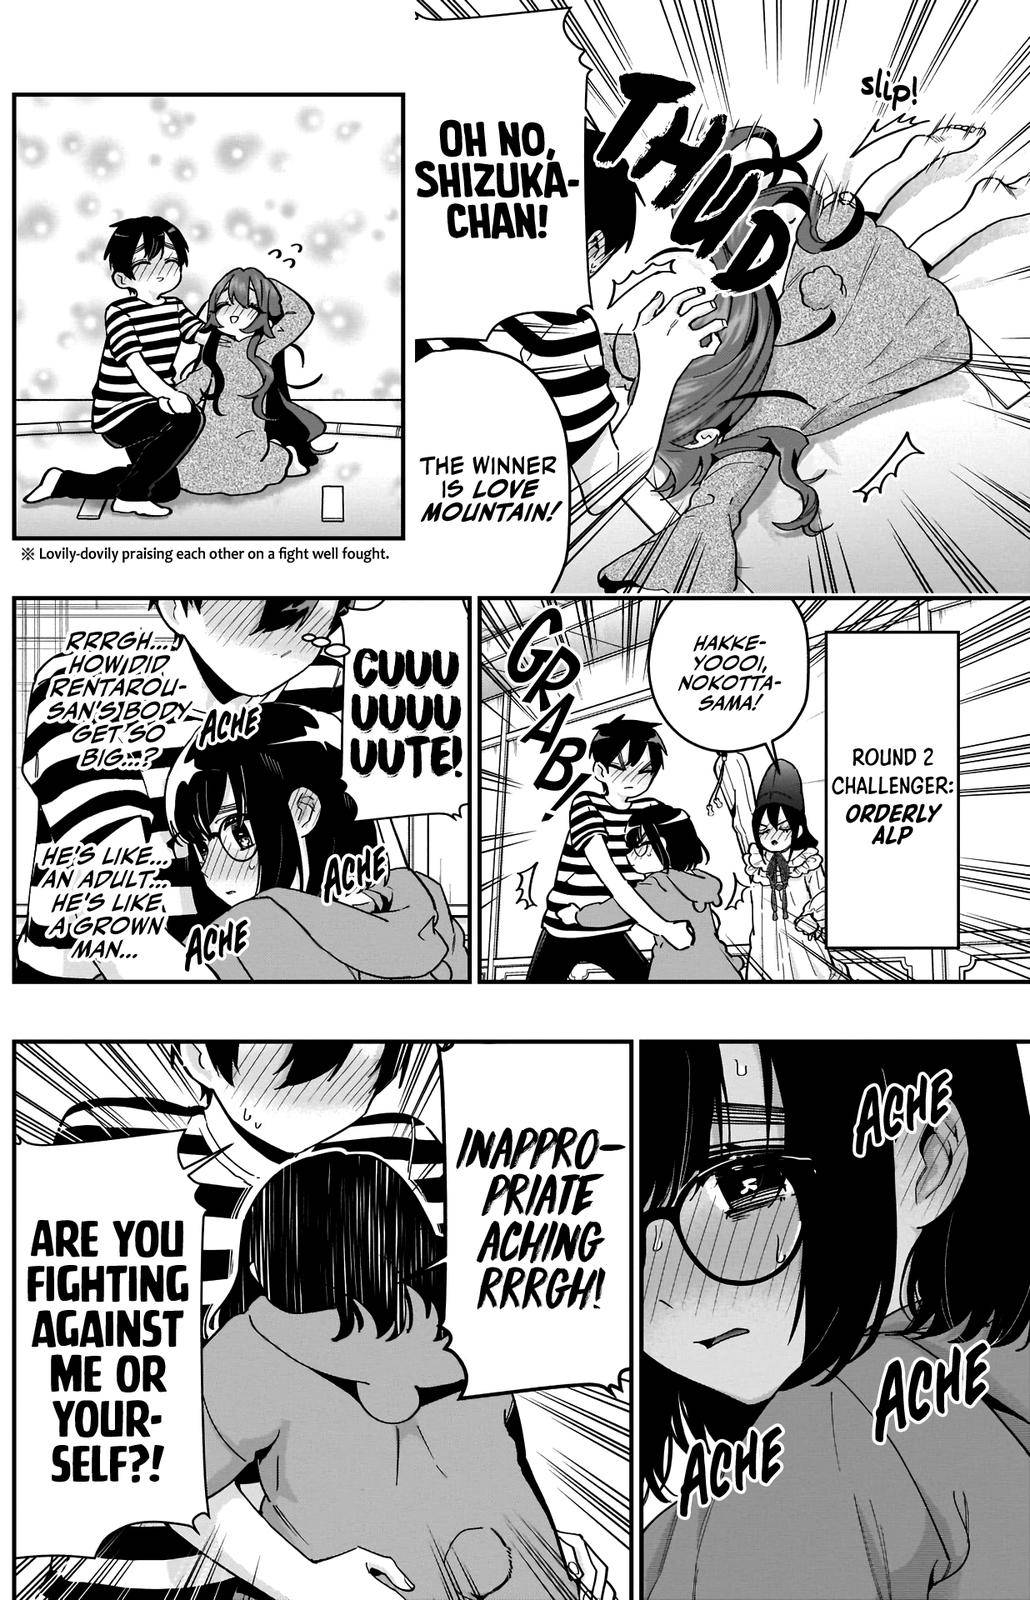 slip!
THUD
OH NO,
SHIZUKA-
CHAN!
THE WINNER
IS LOVE
MOUNTAIN!
※ Lovily-dovily praising each other on a fight well fought.
ROUND 2
CHALLENGER:
ORDERLY
ALP
HAKKE-
YOOOI,
NOKOTTA-
SAMA!
GRAB!
CUUU
UUUU
UUTE!
RRRGH...
HOW DID
RENTAROU-
SAN'S BODY
GET SO
BIG...?
ACHE
ACHE
ACHE
HE'S LIKE...
AN ADULT...
HE'S LIKE
A GROWN
MAN...
ACHE
ACHE
ACHE
INAPPRO-
PRIATE
ACHING
RRRGH!
ARE YOU
FIGHTING
AGAINST
ME OR
YOUR-
SELF?!